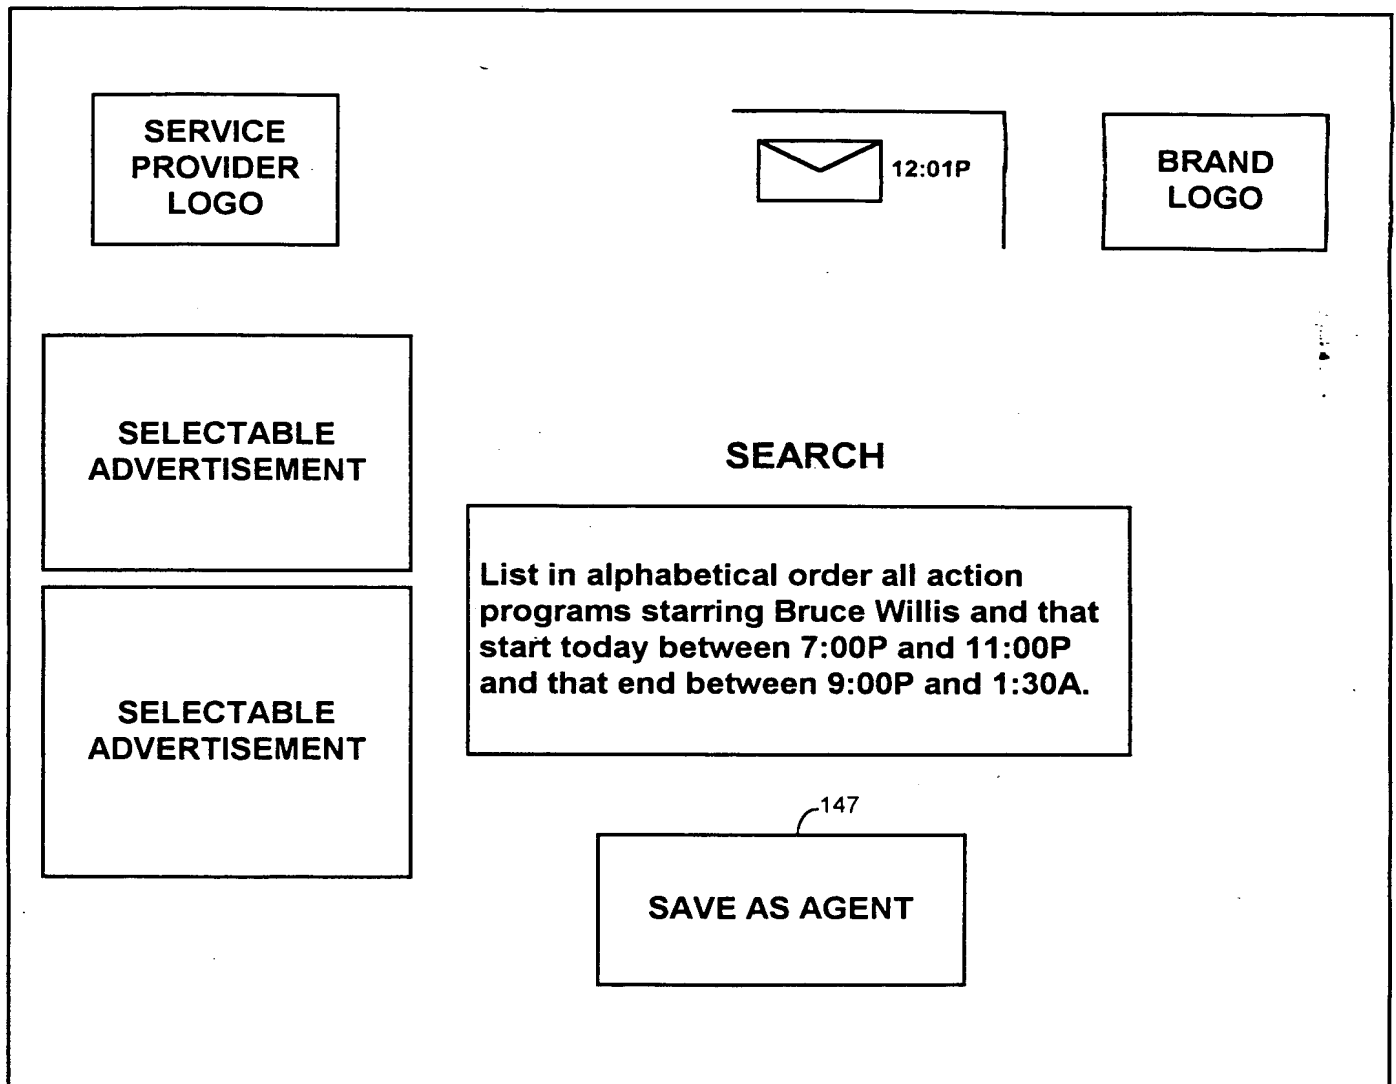 SERVICE
PROVIDER
LOGO
12:01P
BRAND
LOGO
SELECTABLE
ADVERTISEMENT
SEARCH
List in alphabetical order all action
programs starring Bruce Willis and that
start today between 7:00P and 11:00P
and that end between 9:00P and 1:30A.
SELECTABLE
ADVERTISEMENT
147
SAVE AS AGENT